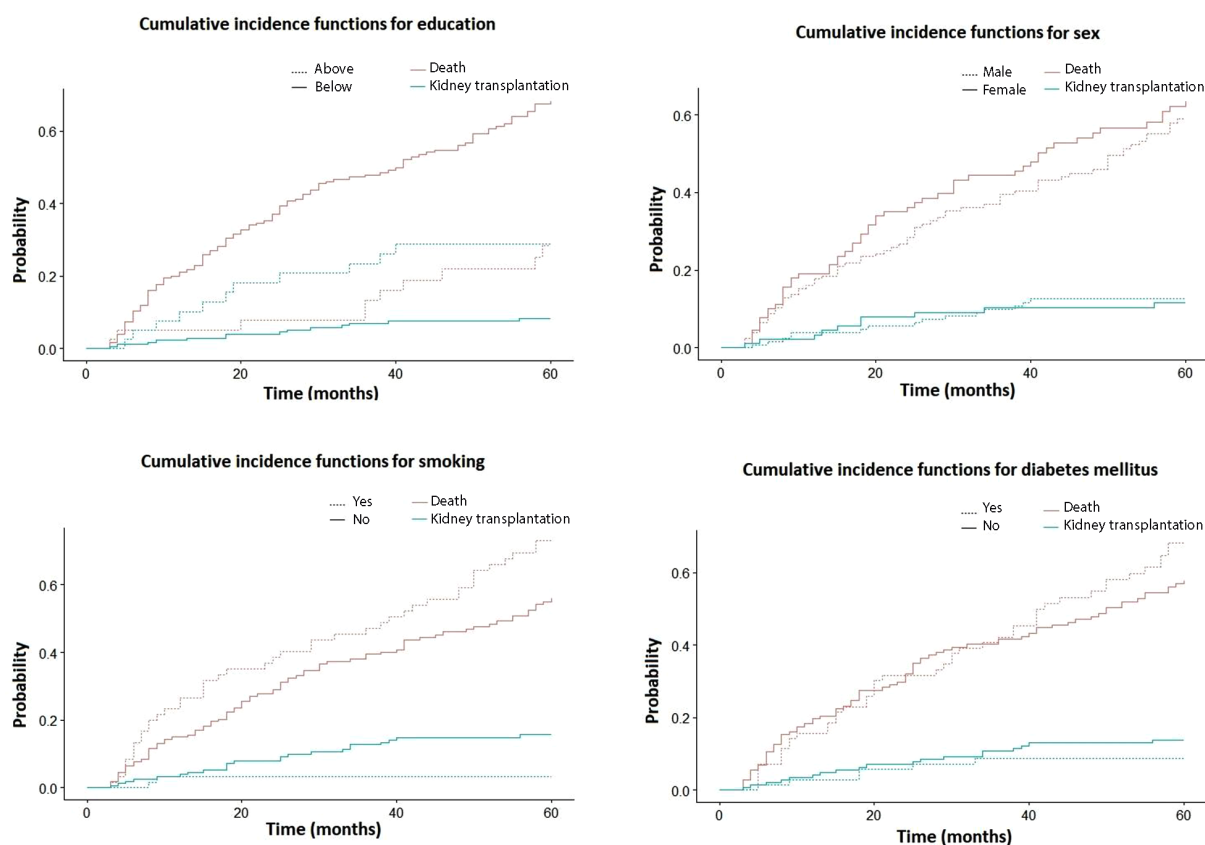 Cumulative incidence functions for education
Above Death
Below Kidney transplantation
Probability
0.6
0.4
0.2
0.0
0 20 40 60
Time (months)
Cumulative incidence functions for sex
Male Death
Female Kidney transplantation
Probability
0.6
0.4
0.2
0.0
0 20 40 60
Time (months)
Cumulative incidence functions for smoking
Yes Death
No Kidney transplantation
Probability
0.6
0.4
0.2
0.0
0 20 40 60
Time (months)
Cumulative incidence functions for diabetes mellitus
Yes Death
No Kidney transplantation
Probability
0.6
0.4
0.2
0.0
0 20 40 60
Time (months)